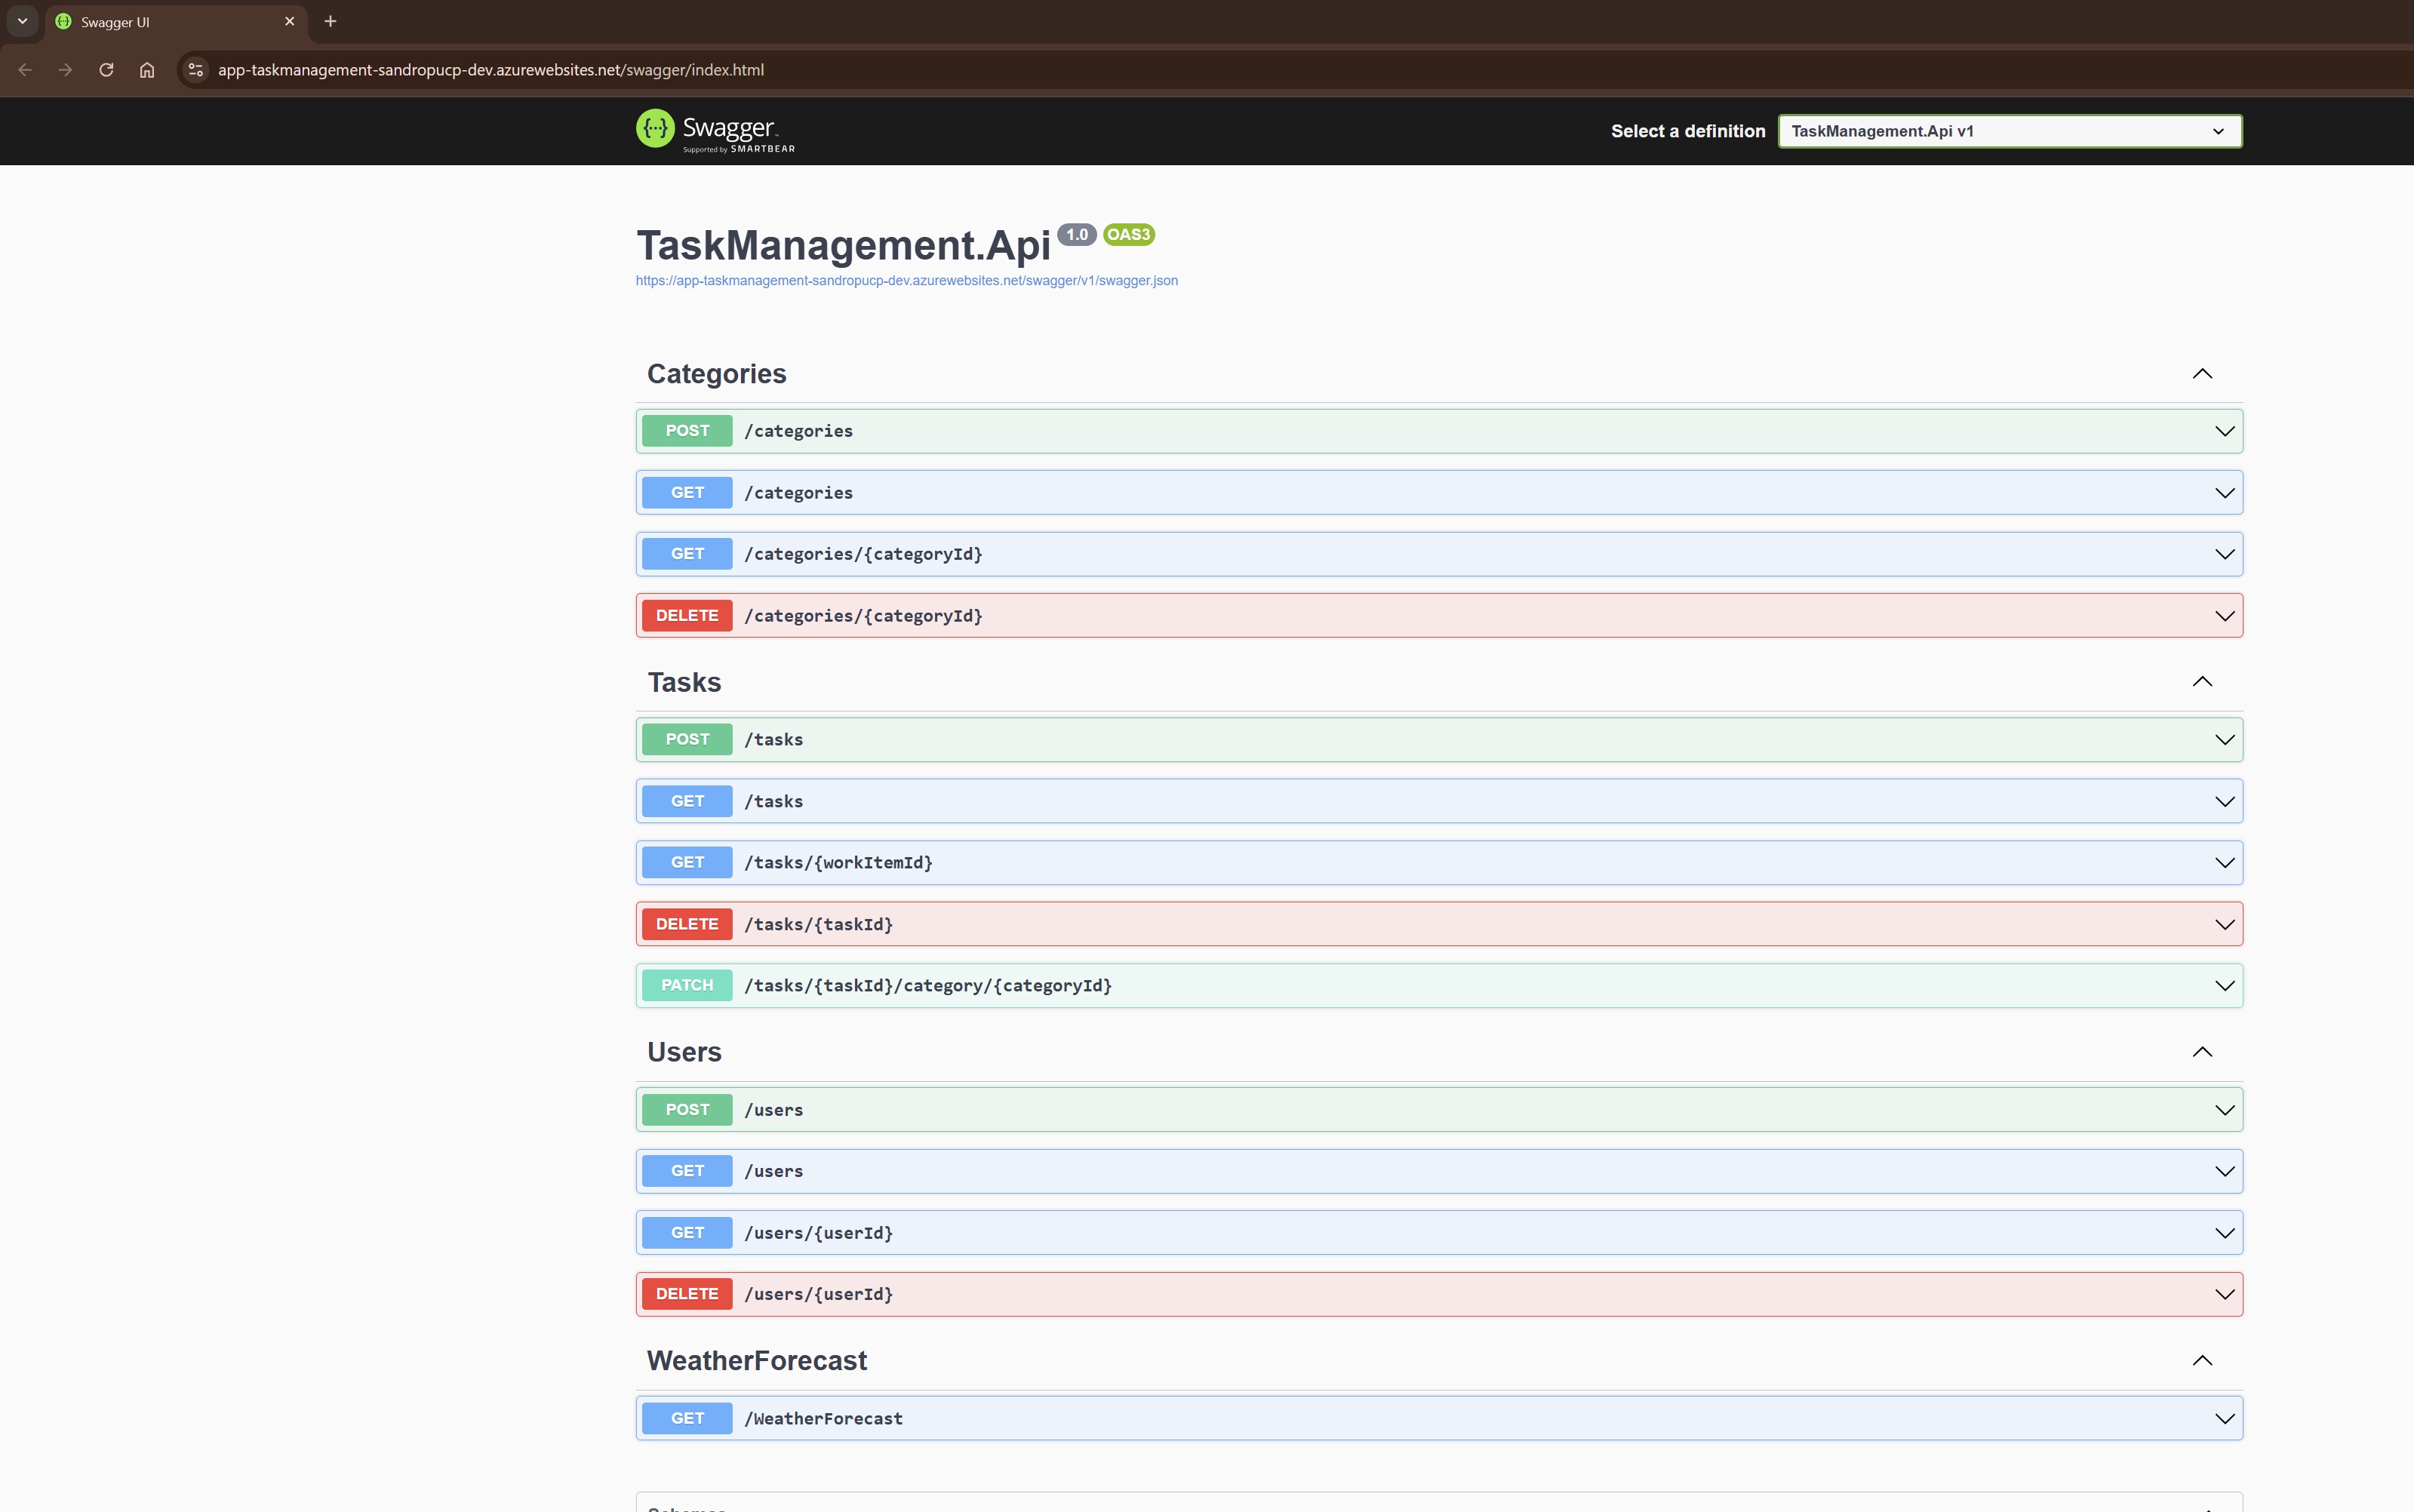 Swagger UI
app-taskmanagement-sandropucp-dev.azurewebsites.net/swagger/index.html
Swagger
Supported by SMARTBEAR
Select a definition
TaskManagement.Api v1
TaskManagement.Api 1.0 OAS3
https://app-taskmanagement-sandropucp-dev.azurewebsites.net/swagger/v1/swagger.json
Categories
POST /categories
GET /categories
GET /categories/{categoryId}
DELETE /categories/{categoryId}
Tasks
POST /tasks
GET /tasks
GET /tasks/{workItemId}
DELETE /tasks/{taskId}
PATCH /tasks/{taskId}/category/{categoryId}
Users
POST /users
GET /users
GET /users/{userId}
DELETE /users/{userId}
WeatherForecast
GET /WeatherForecast